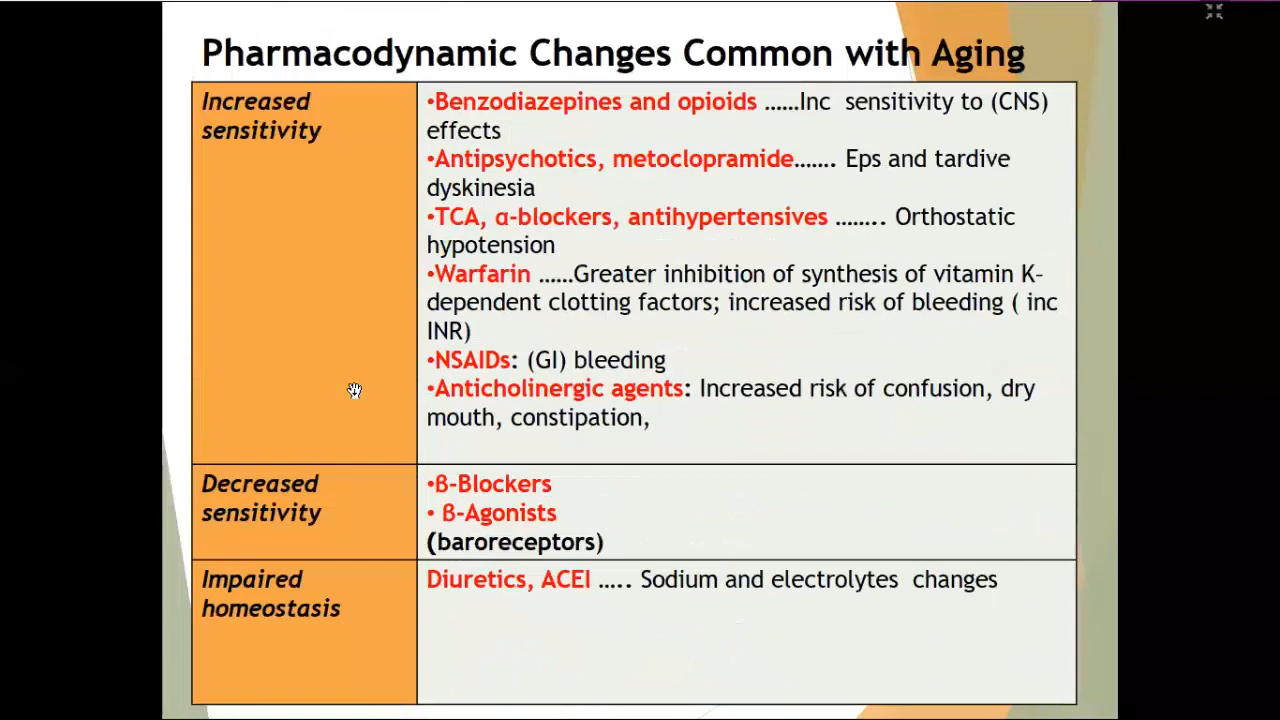 Pharmacodynamic Changes Common with Aging
Increased
sensitivity
•Benzodiazepines and opioids ……Inc  sensitivity to (CNS)
effects
•Antipsychotics, metoclopramide……. Eps and tardive
dyskinesia
•TCA, α-blockers, antihypertensives …….. Orthostatic
hypotension
•Warfarin ……Greater inhibition of synthesis of vitamin K–
dependent clotting factors; increased risk of bleeding ( inc
INR)
•NSAIDs: (GI) bleeding
•Anticholinergic agents: Increased risk of confusion, dry
mouth, constipation,
Decreased
sensitivity
•ß-Blockers
• ß-Agonists
(baroreceptors)
Impaired
homeostasis
Diuretics, ACEI ….. Sodium and electrolytes  changes